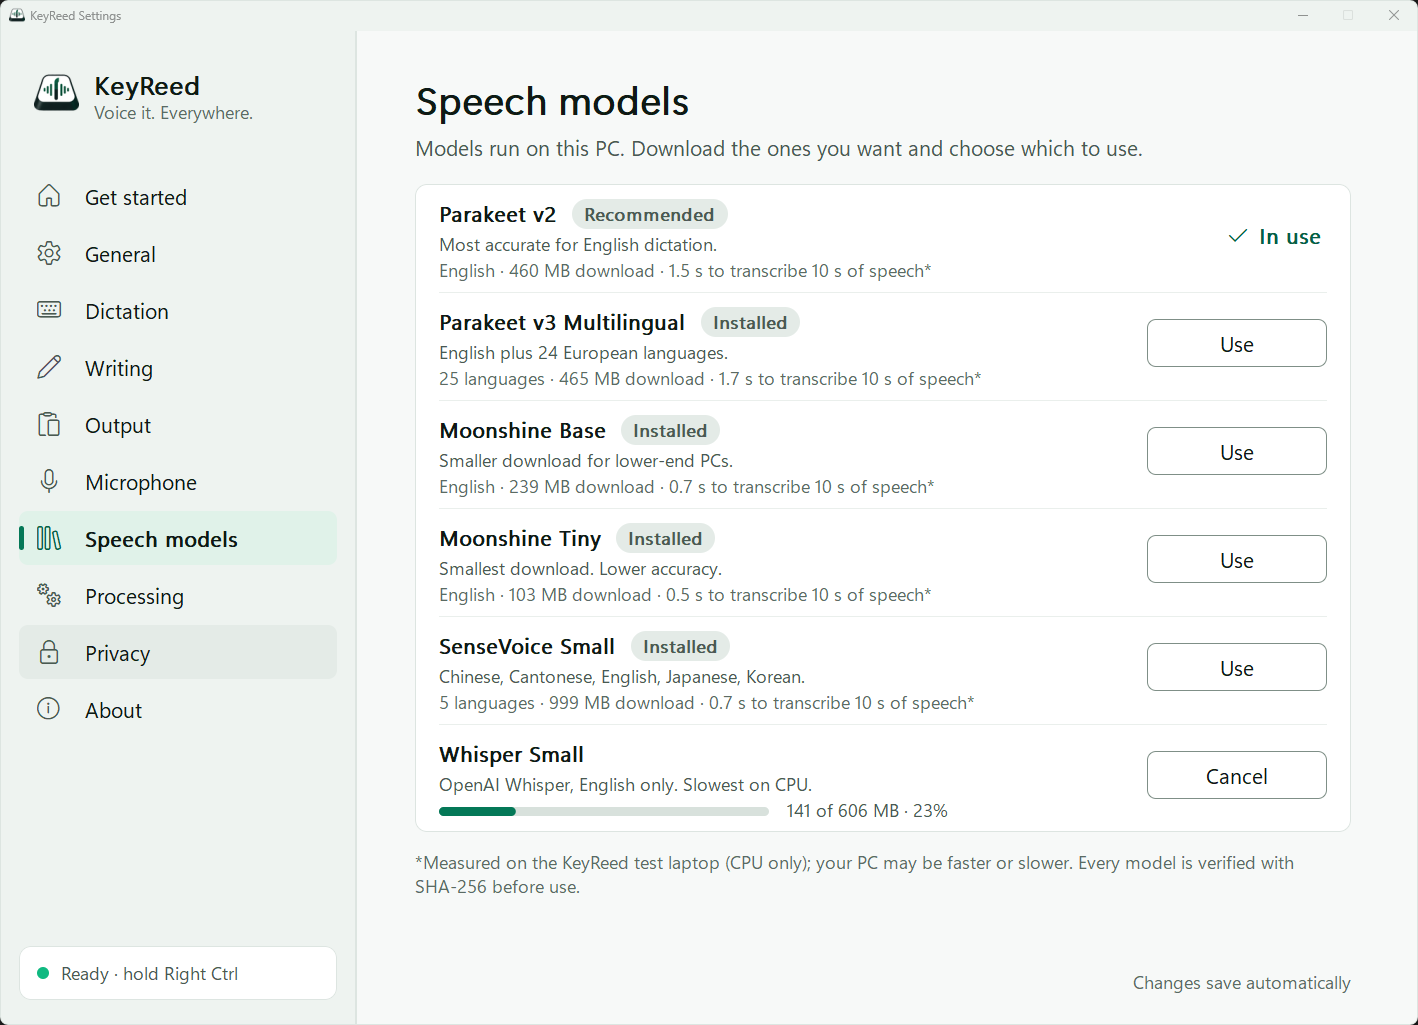 KeyReed Settings
KeyReed
Voice it. Everywhere.
Get started
General
Dictation
Writing
Output
Microphone
Speech models
Processing
Privacy
About
Ready · hold Right Ctrl
Speech models
Models run on this PC. Download the ones you want and choose which to use.
Parakeet v2 Recommended
Most accurate for English dictation.
English · 460 MB download · 1.5 s to transcribe 10 s of speech*
In use
Parakeet v3 Multilingual Installed
English plus 24 European languages.
25 languages · 465 MB download · 1.7 s to transcribe 10 s of speech*
Use
Moonshine Base Installed
Smaller download for lower-end PCs.
English · 239 MB download · 0.7 s to transcribe 10 s of speech*
Use
Moonshine Tiny Installed
Smallest download. Lower accuracy.
English · 103 MB download · 0.5 s to transcribe 10 s of speech*
Use
SenseVoice Small Installed
Chinese, Cantonese, English, Japanese, Korean.
5 languages · 999 MB download · 0.7 s to transcribe 10 s of speech*
Use
Whisper Small
OpenAI Whisper, English only. Slowest on CPU.
141 of 606 MB · 23%
Cancel
*Measured on the KeyReed test laptop (CPU only); your PC may be faster or slower. Every model is verified with
SHA-256 before use.
Changes save automatically